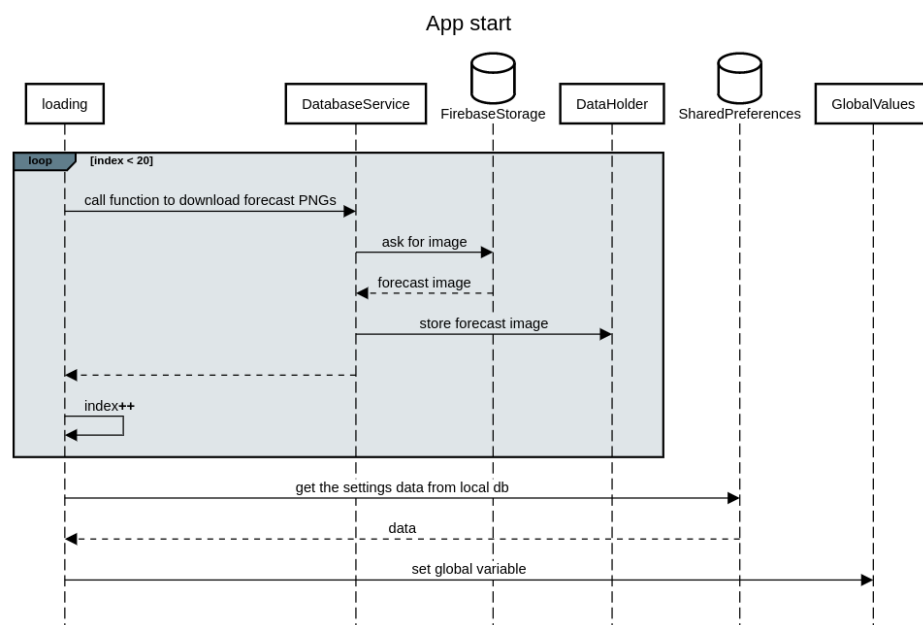 App start
loading
DatabaseService
FirebaseStorage
DataHolder
SharedPreferences
GlobalValues
loop [index < 20]
call function to download forecast PNGs
ask for image
forecast image
store forecast image
index++
get the settings data from local db
data
set global variable